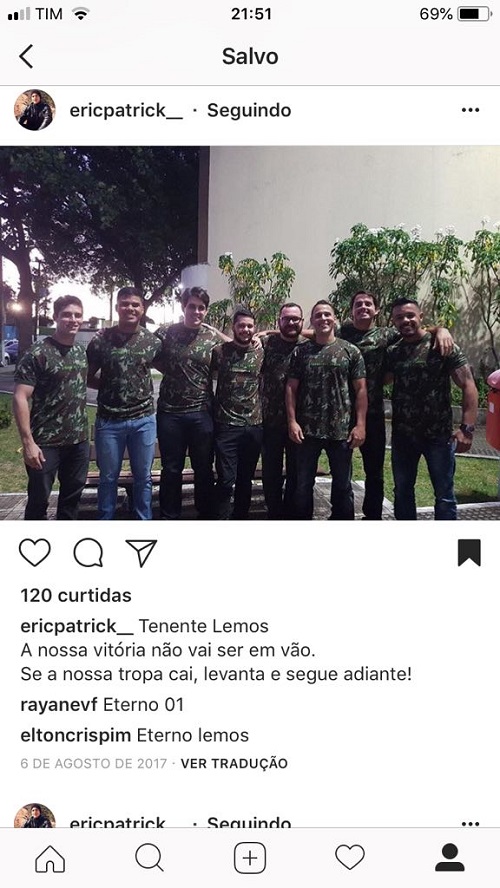 TIM 21:51 69%
Salvo
ericpatrick__ · Seguindo
120 curtidas
ericpatrick__ Tenente Lemos
A nossa vitória não vai ser em vão.
Se a nossa tropa cai, levanta e segue adiante!
rayanevf Eterno 01
eltoncrispim Eterno lemos
6 DE AGOSTO DE 2017 · VER TRADUÇÃO
ericpatrick__ · Seguindo